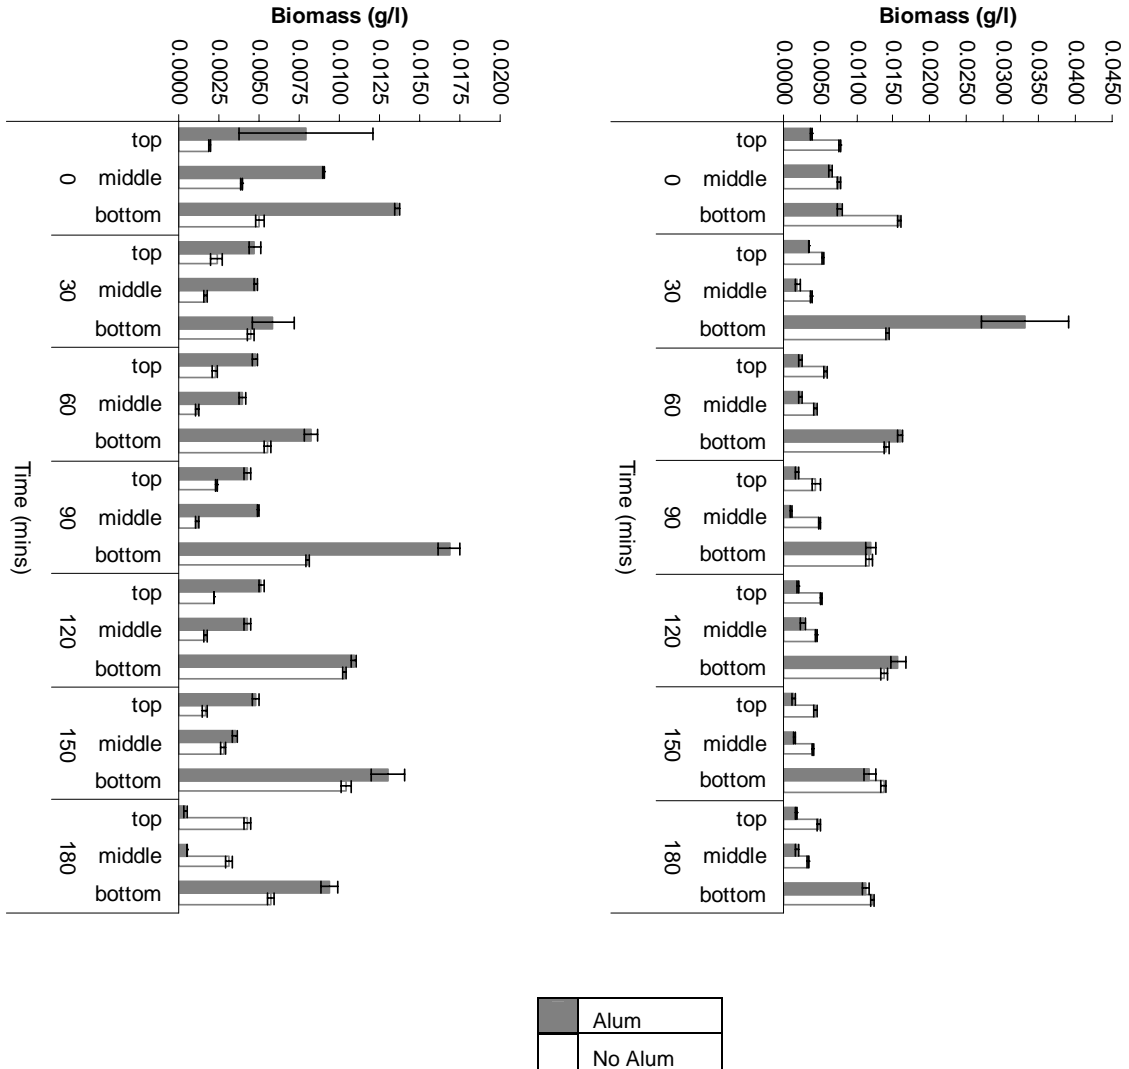 Biomass (g/l)
0.0000
0.0025
0.0050
0.0075
0.0100
0.0125
0.0150
0.0175
0.0200
top
middle
bottom
0
top
middle
bottom
30
top
middle
bottom
60
top
middle
bottom
90
top
middle
bottom
120
top
middle
bottom
150
top
middle
bottom
180
Time (mins)
Biomass (g/l)
0.0000
0.0050
0.0100
0.0150
0.0200
0.0250
0.0300
0.0350
0.0400
0.0450
top
middle
bottom
0
top
middle
bottom
30
top
middle
bottom
60
top
middle
bottom
90
top
middle
bottom
120
top
middle
bottom
150
top
middle
bottom
180
Time (mins)
Alum
No Alum